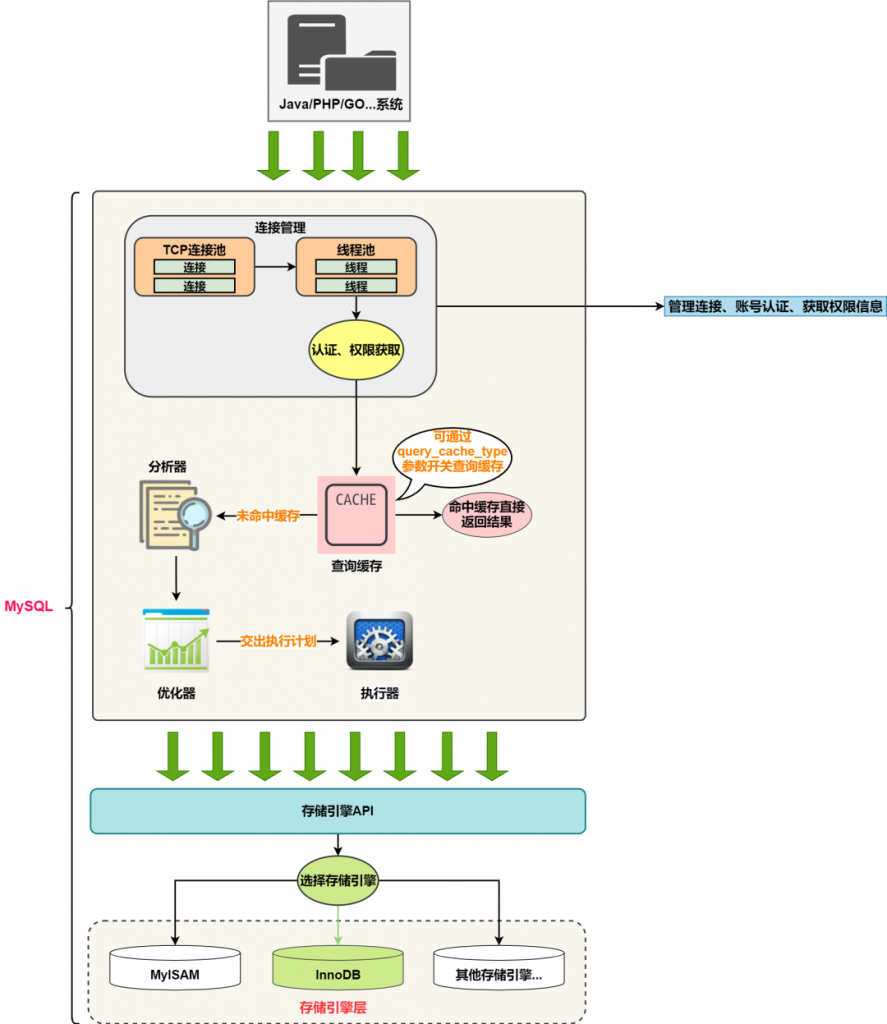 Java/PHP/GO...系统
连接管理
TCP连接池
连接
连接
线程池
线程
线程
认证、权限获取
管理连接、账号认证、获取权限信息
可通过
query_cache_type
参数开关查询缓存
分析器
未命中缓存
CACHE
查询缓存
命中缓存直接
返回结果
MySQL
优化器
交出执行计划
执行器
存储引擎API
选择存储引擎
MyISAM
InnoDB
其他存储引擎...
存储引擎层